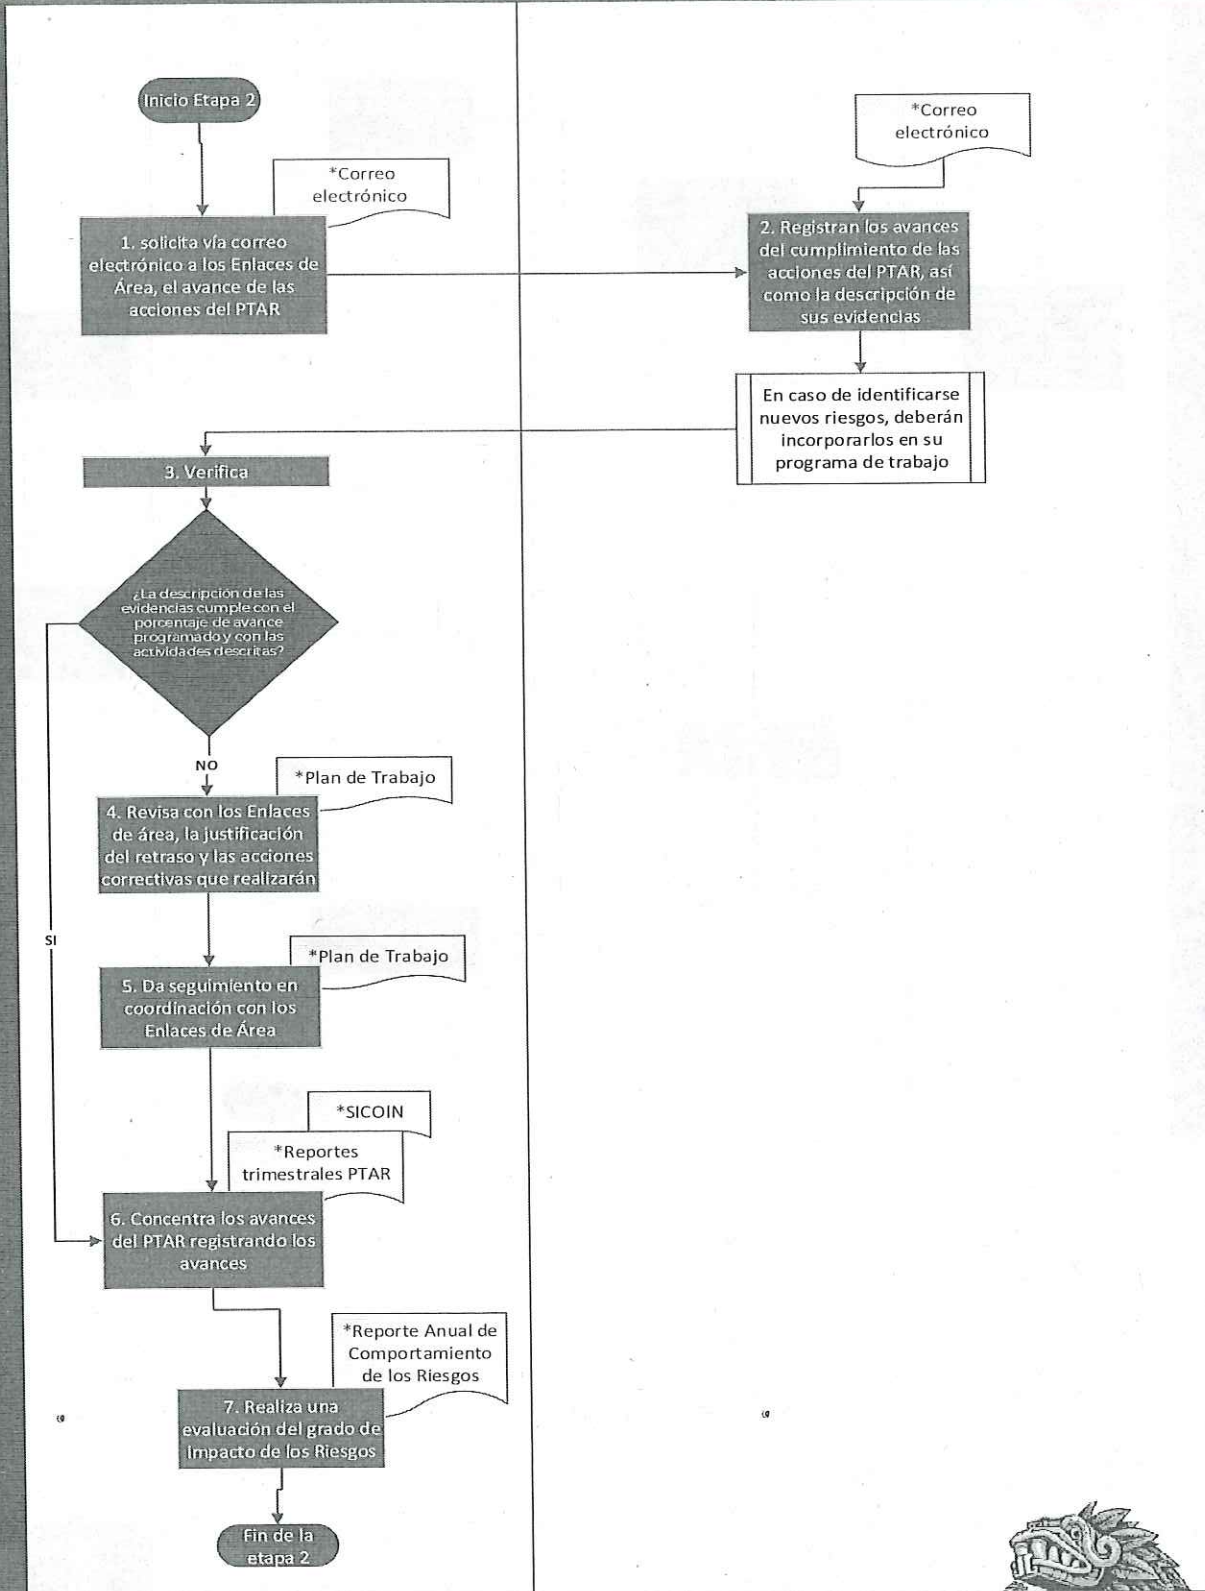 Inicio Etapa 2
*Correo
electrónico
1. solicita vía correo
electrónico a los Enlaces de
Área, el avance de las
acciones del PTAR
*Correo
electrónico
2. Registran los avances
del cumplimiento de las
acciones del PTAR, así
como la descripción de
sus evidencias
En caso de identificarse
nuevos riesgos, deberán
incorporarlos en su
programa de trabajo
3. Verifica
¿La descripción de las
evidencias cumple con el
porcentaje de avance
programado y con las
actividades descritas?
NO
*Plan de Trabajo
4. Revisa con los Enlaces
de área, la justificación
del retraso y las acciones
correctivas que realizarán
SI
*Plan de Trabajo
5. Da seguimiento en
coordinación con los
Enlaces de Área
*SICOIN
*Reportes
trimestrales PTAR
6. Concentra los avances
del PTAR registrando los
avances
*Reporte Anual de
Comportamiento
de los Riesgos
7. Realiza una
evaluación del grado de
Impacto de los Riesgos
Fin de la
etapa 2